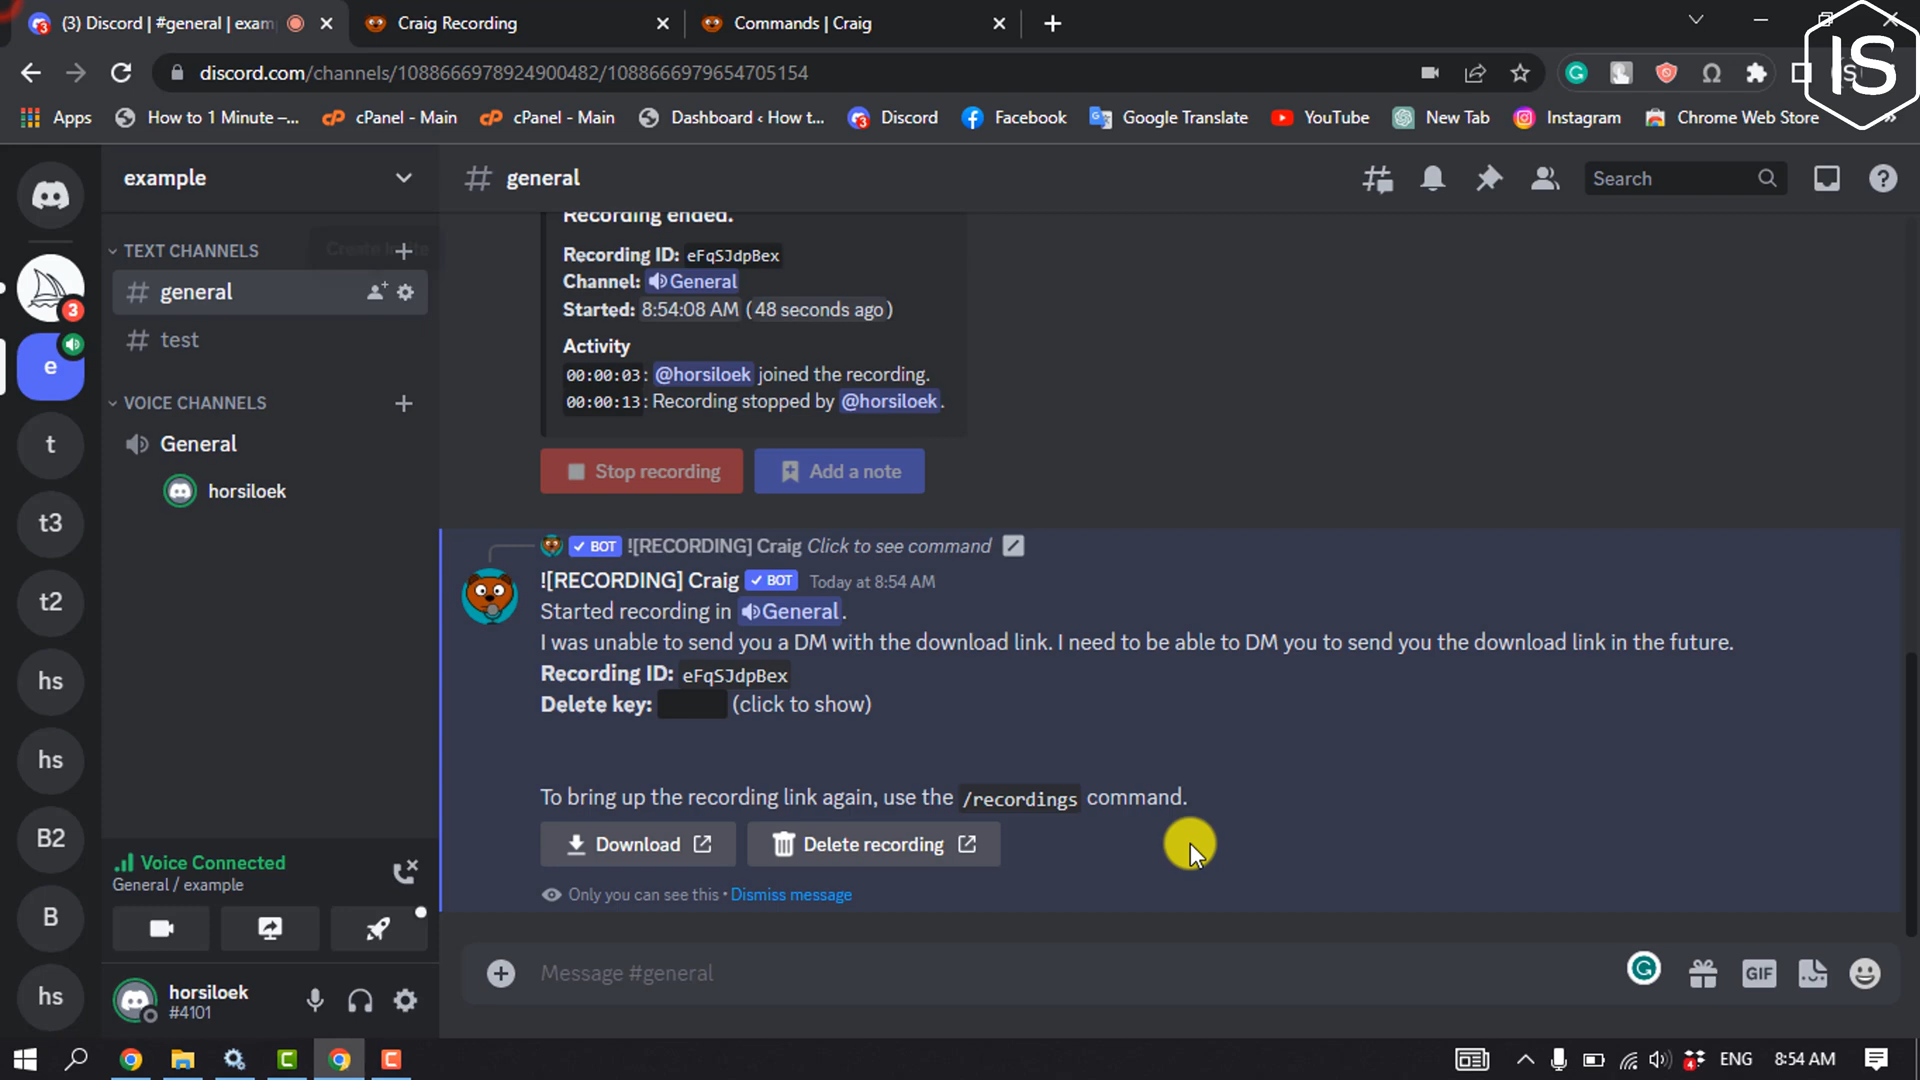 (3) Discord | #general | exam
Craig Recording
Commands | Craig
IS
discord.com/channels/1088666978924900482/1088666979654705154
Apps
How to 1 Minute –...
cPanel - Main
cPanel - Main
Dashboard ‹ How t...
Discord
Facebook
Google Translate
YouTube
New Tab
Instagram
Chrome Web Store
»
example
# general
Search
TEXT CHANNELS
Create Invite
# general
# test
VOICE CHANNELS
General
horsiloek
3
e
t
t3
t2
hs
hs
B2
B
hs
Recording ended.
Recording ID: eFqSJdpBex
Channel: General
Started: 8:54:08 AM (48 seconds ago)
Activity
00:00:03: @horsiloek joined the recording.
00:00:13: Recording stopped by @horsiloek.
Stop recording
Add a note
BOT ![RECORDING] Craig Click to see command
![RECORDING] Craig BOT Today at 8:54 AM
Started recording in General.
I was unable to send you a DM with the download link. I need to be able to DM you to send you the download link in the future.
Recording ID: eFqSJdpBex
Delete key: (click to show)
To bring up the recording link again, use the /recordings command.
Download
Delete recording
Only you can see this • Dismiss message
Voice Connected
General / example
horsiloek
#4101
Message #general
GIF
ENG
8:54 AM